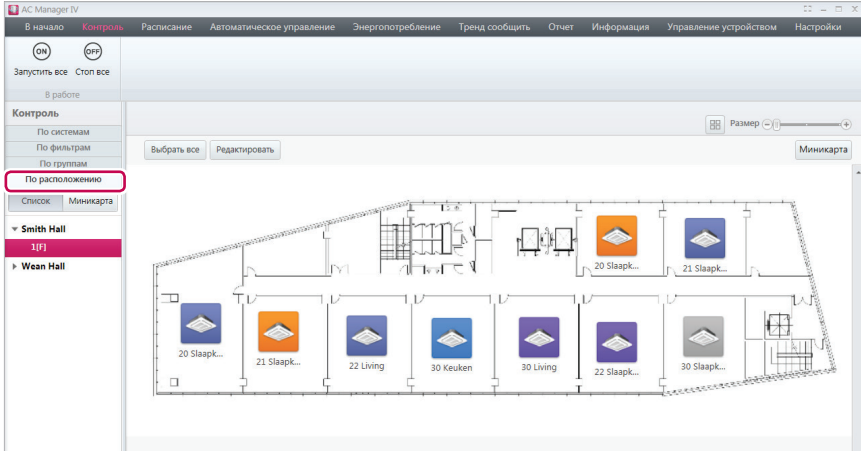 AC Manager IV
В начало Контроль Расписание Автоматическое управление Энергопотребление Тренд сообщить Отчет Информация Управление устройством Настройки
ON OFF
Запустить все Стоп все
В работе
Контроль
По системам
По фильтрам
По группам
По расположению
Список Миникарта
Smith Hall
1[F]
Wean Hall
Размер
Выбрать все Редактировать Миникарта
20 Slaapk... 21 Slaapk...
20 Slaapk... 21 Slaapk... 22 Living 30 Keuken 30 Living 22 Slaapk... 30 Slaapk...